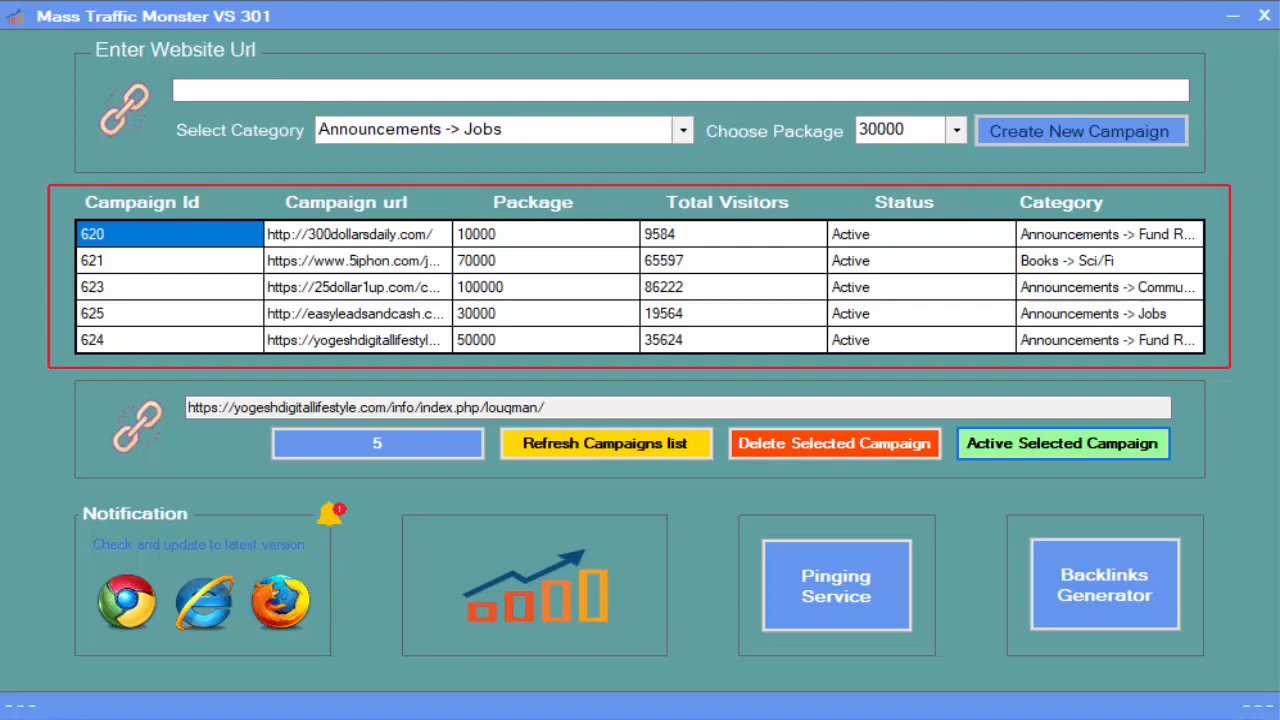 Mass Traffic Monster VS 301
Enter Website Url
Select Category Announcements -> Jobs Choose Package 30000 Create New Campaign
Campaign Id Campaign url Package Total Visitors Status Category
620 http://300dollarsdaily.com/ 10000 9584 Active Announcements -> Fund R...
621 https://www.5iphon.com/j... 70000 65597 Active Books -> Sci/Fi
623 https://25dollar1up.com/c... 100000 86222 Active Announcements -> Commu...
625 http://easyleadsandcash.c... 30000 19564 Active Announcements -> Jobs
624 https://yogeshdigitallifestyl... 50000 35624 Active Announcements -> Fund R...
https://yogeshdigitallifestyle.com/info/index.php/louqman/
5 Refresh Campaigns list Delete Selected Campaign Active Selected Campaign
Notification
Check and update to latest version
Pinging
Service
Backlinks
Generator